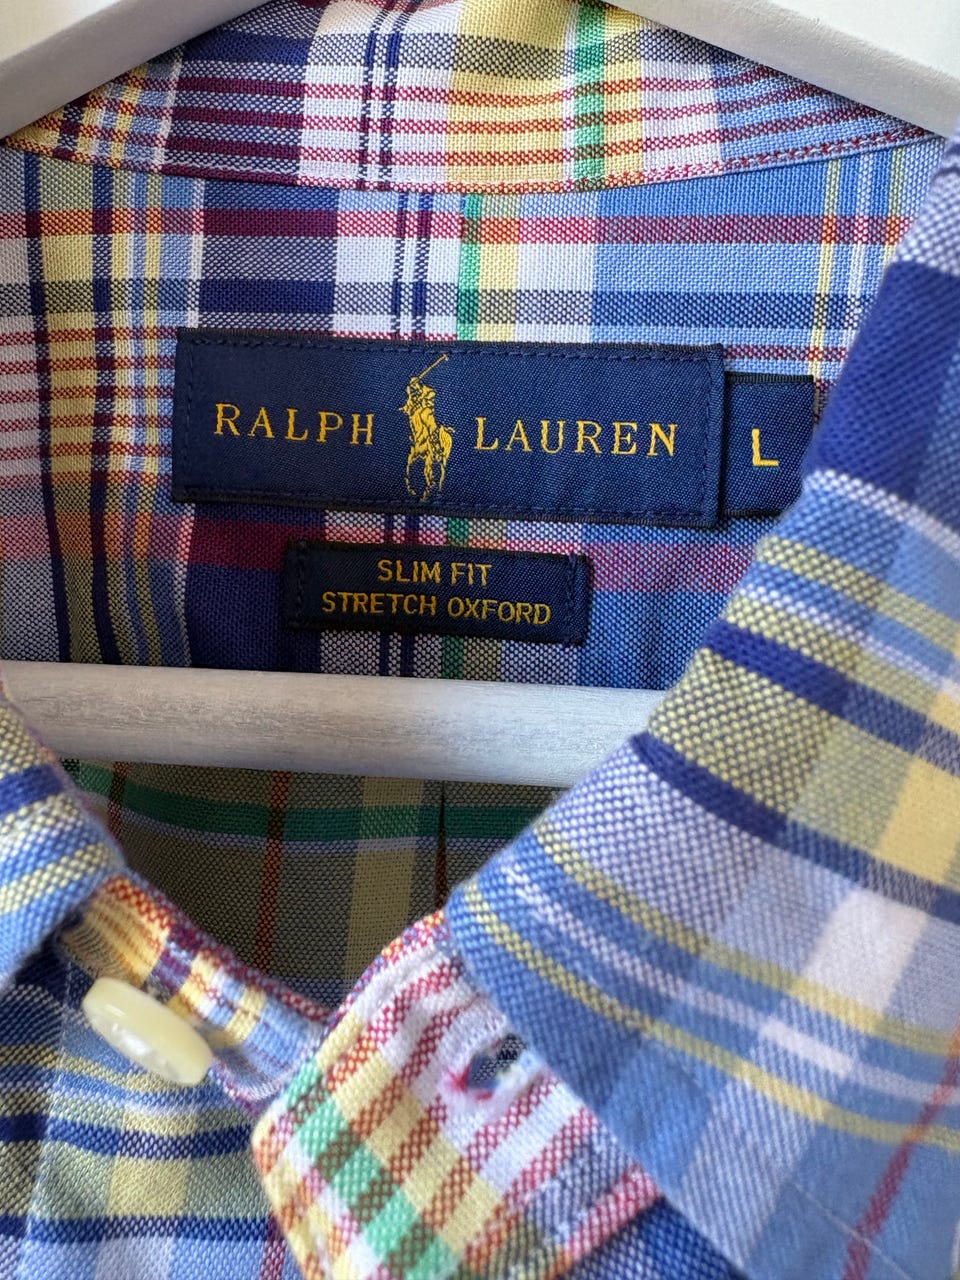 RALPH LAUREN L
SLIM FIT
STRETCH OXFORD